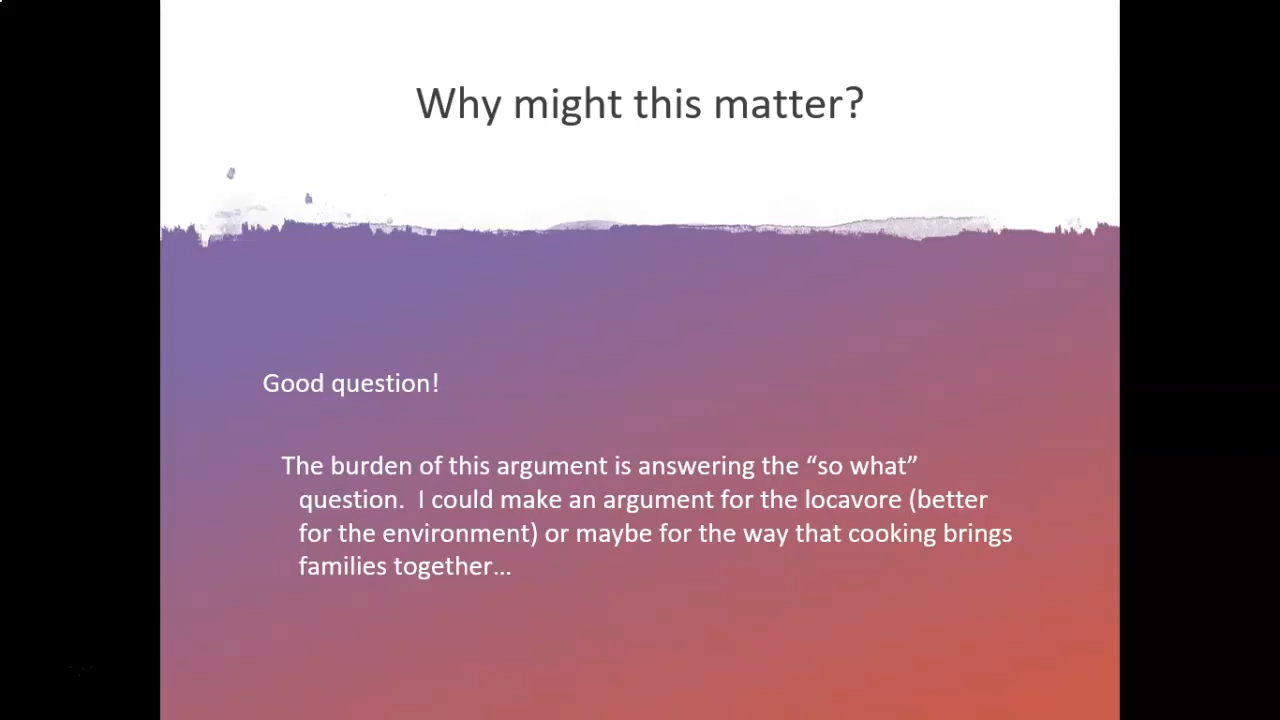 Why might this matter?
Good question!
The burden of this argument is answering the “so what”
question.  I could make an argument for the locavore (better
for the environment) or maybe for the way that cooking brings
families together…